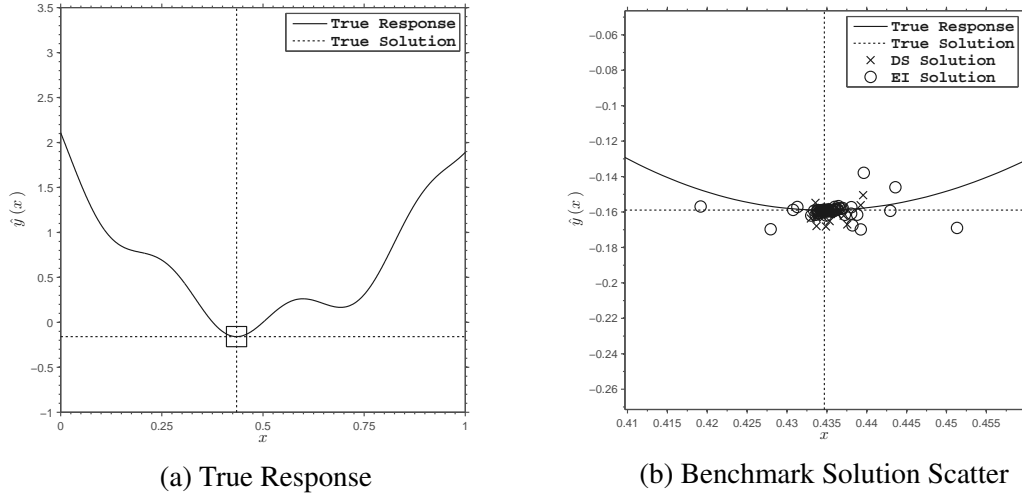 3.5
3
2.5
2
1.5
1
0.5
0
−0.5
−1
0 0.25 0.5 0.75 1
x
ŷ (x)
True Response
True Solution
(a) True Response
−0.06
−0.08
−0.1
−0.12
−0.14
−0.16
−0.18
−0.2
−0.22
−0.24
−0.26
0.41 0.415 0.42 0.425 0.43 0.435 0.44 0.445 0.45 0.455
x
ŷ (x)
True Response
True Solution
DS Solution
EI Solution
(b) Benchmark Solution Scatter